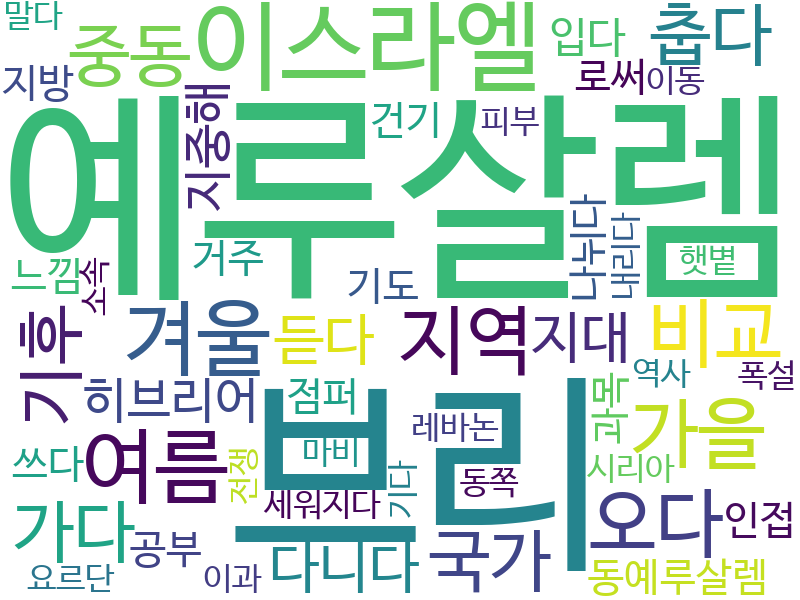 말다
중동
이스라엘
입다
춥다
지방
지중해
건기
피부
로써
이동
예루살렘
느낌
소속
거주
기도
나누다
내리다
햇볕
기후
겨울
듣다
지역
지대
비교
히브리어
점퍼
브리
레바논
과목
역사
폭설
쓰다
여름
전쟁
마비
기다
동쪽
시리아
가을
세워지다
가다
공부
다니다
국가
오다
인접
요르단
이과
동예루살렘